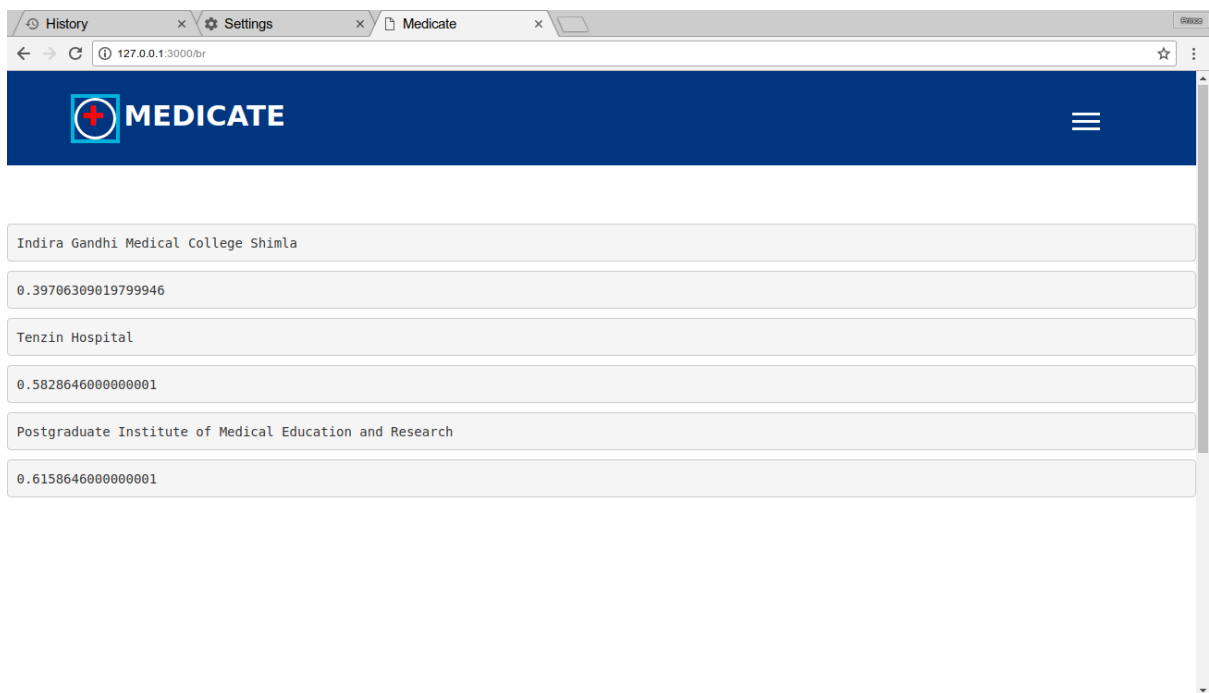 History
Settings
Medicate
Prince
127.0.0.1:3000/br
MEDICATE
Indira Gandhi Medical College Shimla
0.39706309019799946
Tenzin Hospital
0.5828646000000001
Postgraduate Institute of Medical Education and Research
0.6158646000000001